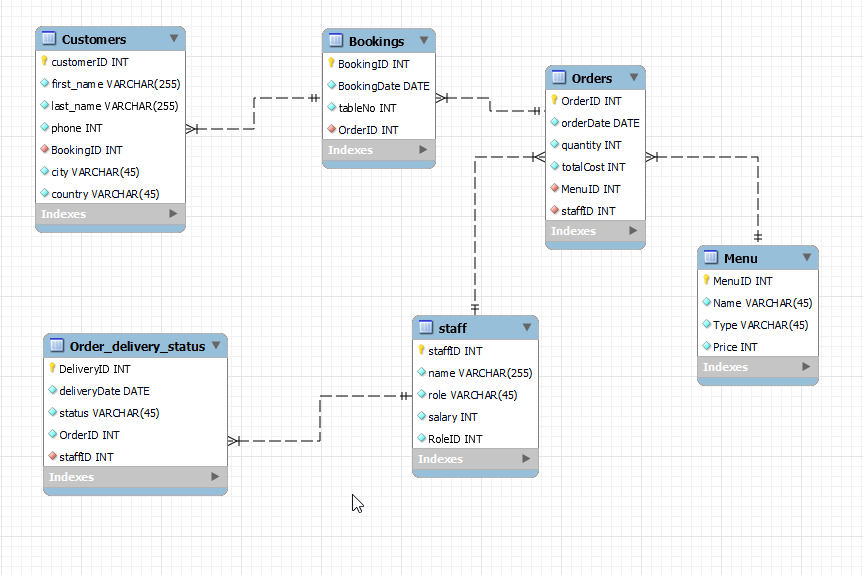 Customers
customerID INT
first_name VARCHAR(255)
last_name VARCHAR(255)
phone INT
BookingID INT
city VARCHAR(45)
country VARCHAR(45)
Indexes
Bookings
BookingID INT
BookingDate DATE
tableNo INT
OrderID INT
Indexes
Orders
OrderID INT
orderDate DATE
quantity INT
totalCost INT
MenuID INT
staffID INT
Indexes
Menu
MenuID INT
Name VARCHAR(45)
Type VARCHAR(45)
Price INT
Indexes
staff
staffID INT
name VARCHAR(255)
role VARCHAR(45)
salary INT
RoleID INT
Indexes
Order_delivery_status
DeliveryID INT
deliveryDate DATE
status VARCHAR(45)
OrderID INT
staffID INT
Indexes